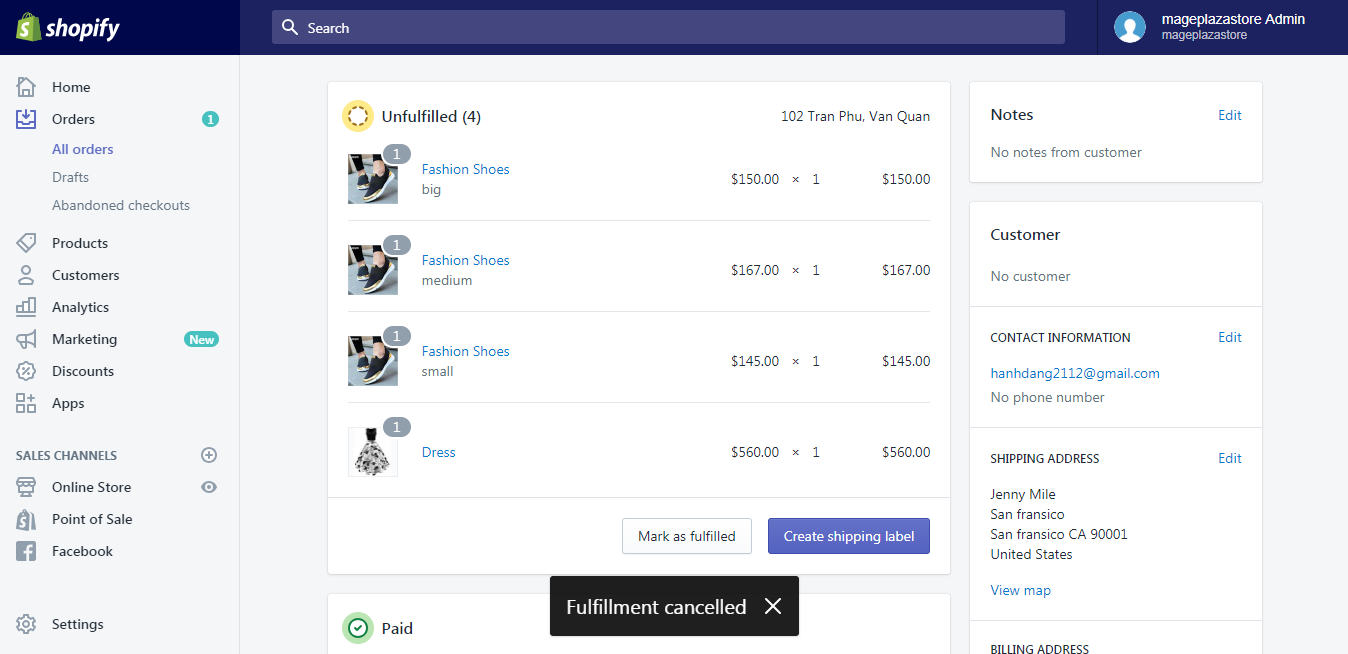 shopify
Search
mageplazastore Admin
mageplazastore
Home
Orders
1
All orders
Drafts
Abandoned checkouts
Products
Customers
Analytics
Marketing
New
Discounts
Apps
SALES CHANNELS
Online Store
Point of Sale
Facebook
Settings
Unfulfilled (4)
102 Tran Phu, Van Quan
1
Fashion Shoes
big
$150.00 × 1 $150.00
1
Fashion Shoes
medium
$167.00 × 1 $167.00
1
Fashion Shoes
small
$145.00 × 1 $145.00
1
Dress
$560.00 × 1 $560.00
Mark as fulfilled
Create shipping label
Fulfillment cancelled
Paid
Notes
Edit
No notes from customer
Customer
No customer
CONTACT INFORMATION
Edit
hanhdang2112@gmail.com
No phone number
SHIPPING ADDRESS
Edit
Jenny Mile
San fransico
San fransico CA 90001
United States
View map
BILLING ADDRESS